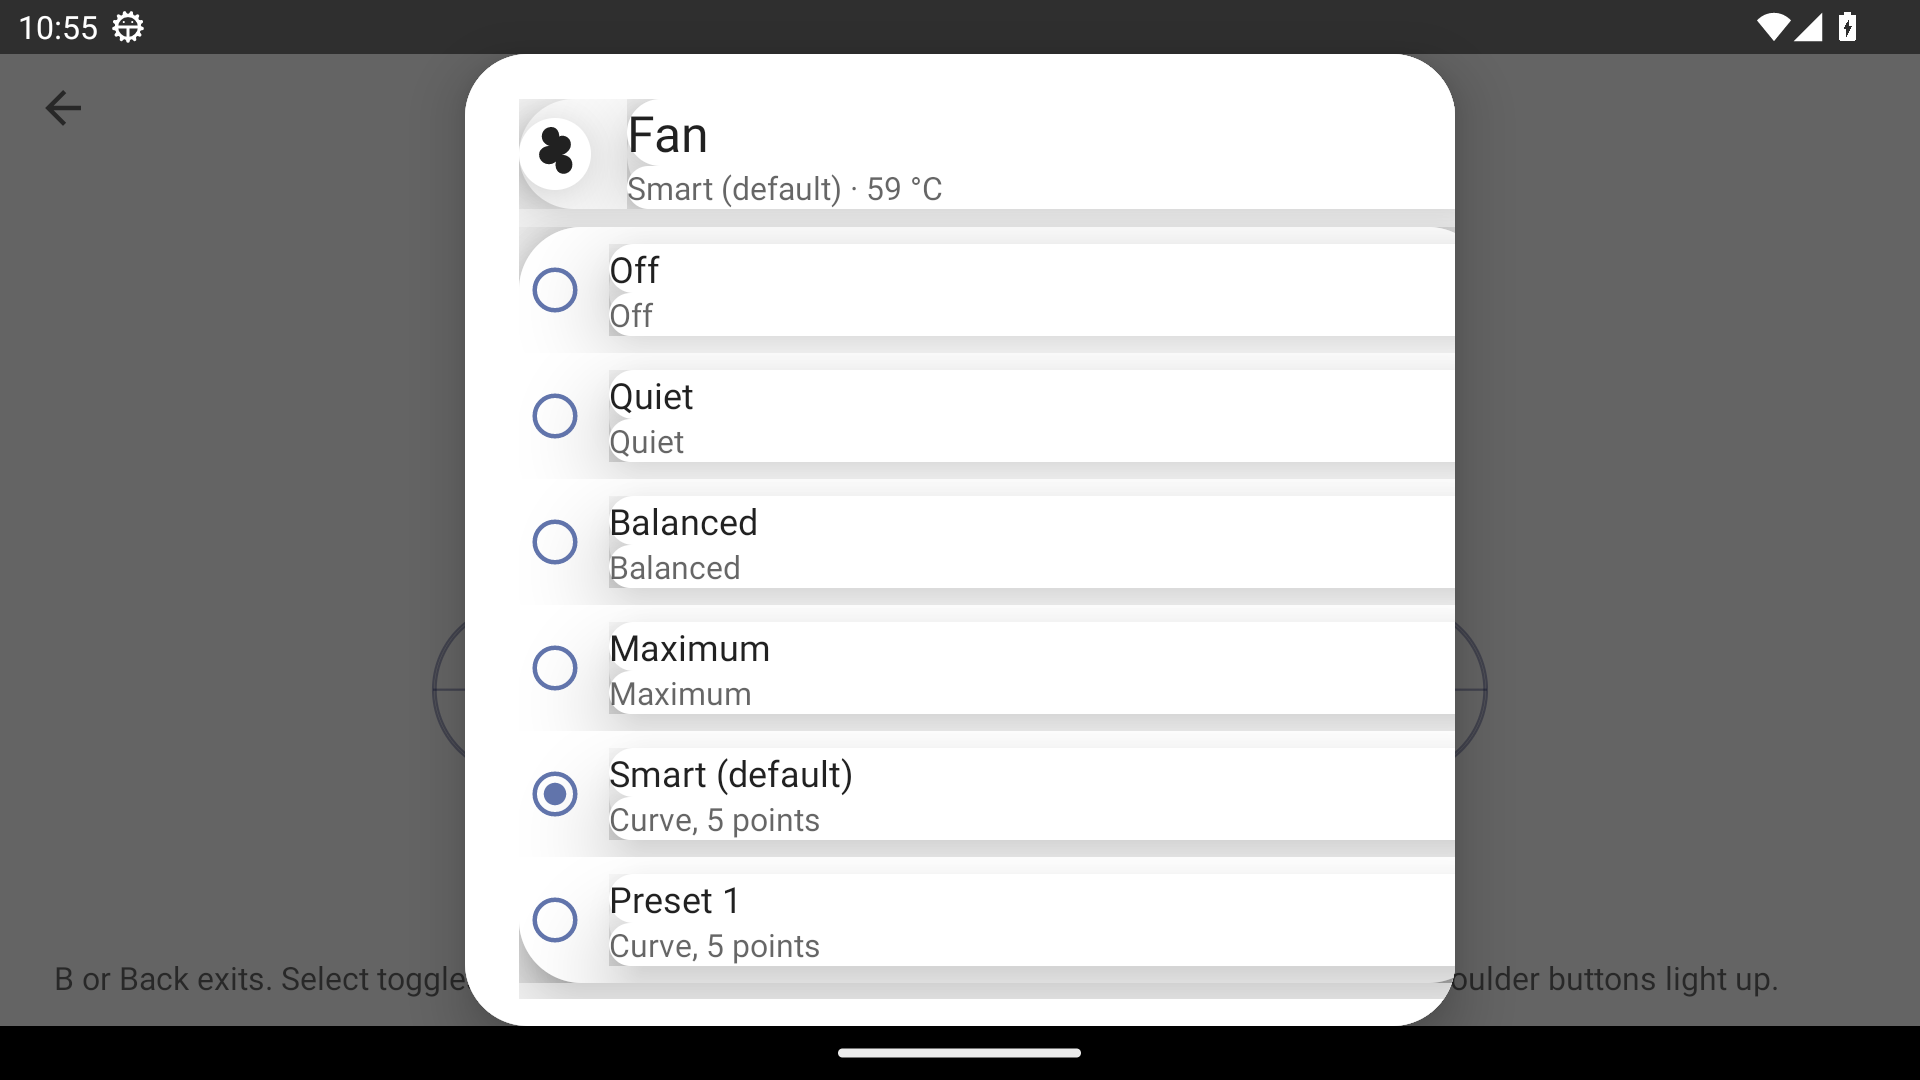 10:55
Fan
Smart (default) · 59 °C
Off
Off
Quiet
Quiet
Balanced
Balanced
Maximum
Maximum
Smart (default)
Curve, 5 points
Preset 1
Curve, 5 points
B or Back exits. Select toggle oulder buttons light up.